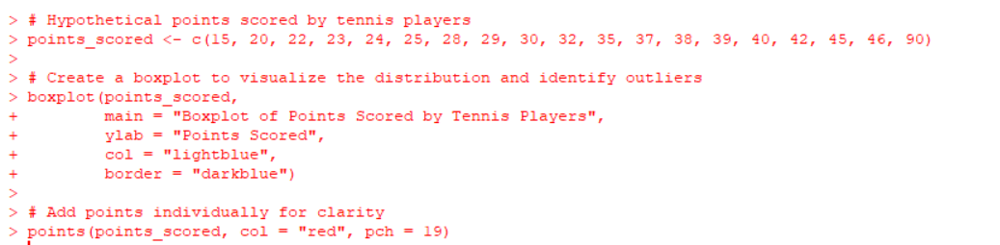 > # Hypothetical points scored by tennis players
> points_scored <- c(15, 20, 22, 23, 24, 25, 28, 29, 30, 32, 35, 37, 38, 39, 40, 42, 45, 46, 90)
>
> # Create a boxplot to visualize the distribution and identify outliers
> boxplot(points_scored,
+         main = "Boxplot of Points Scored by Tennis Players",
+         ylab = "Points Scored",
+         col = "lightblue",
+         border = "darkblue")
>
> # Add points individually for clarity
> points(points_scored, col = "red", pch = 19)